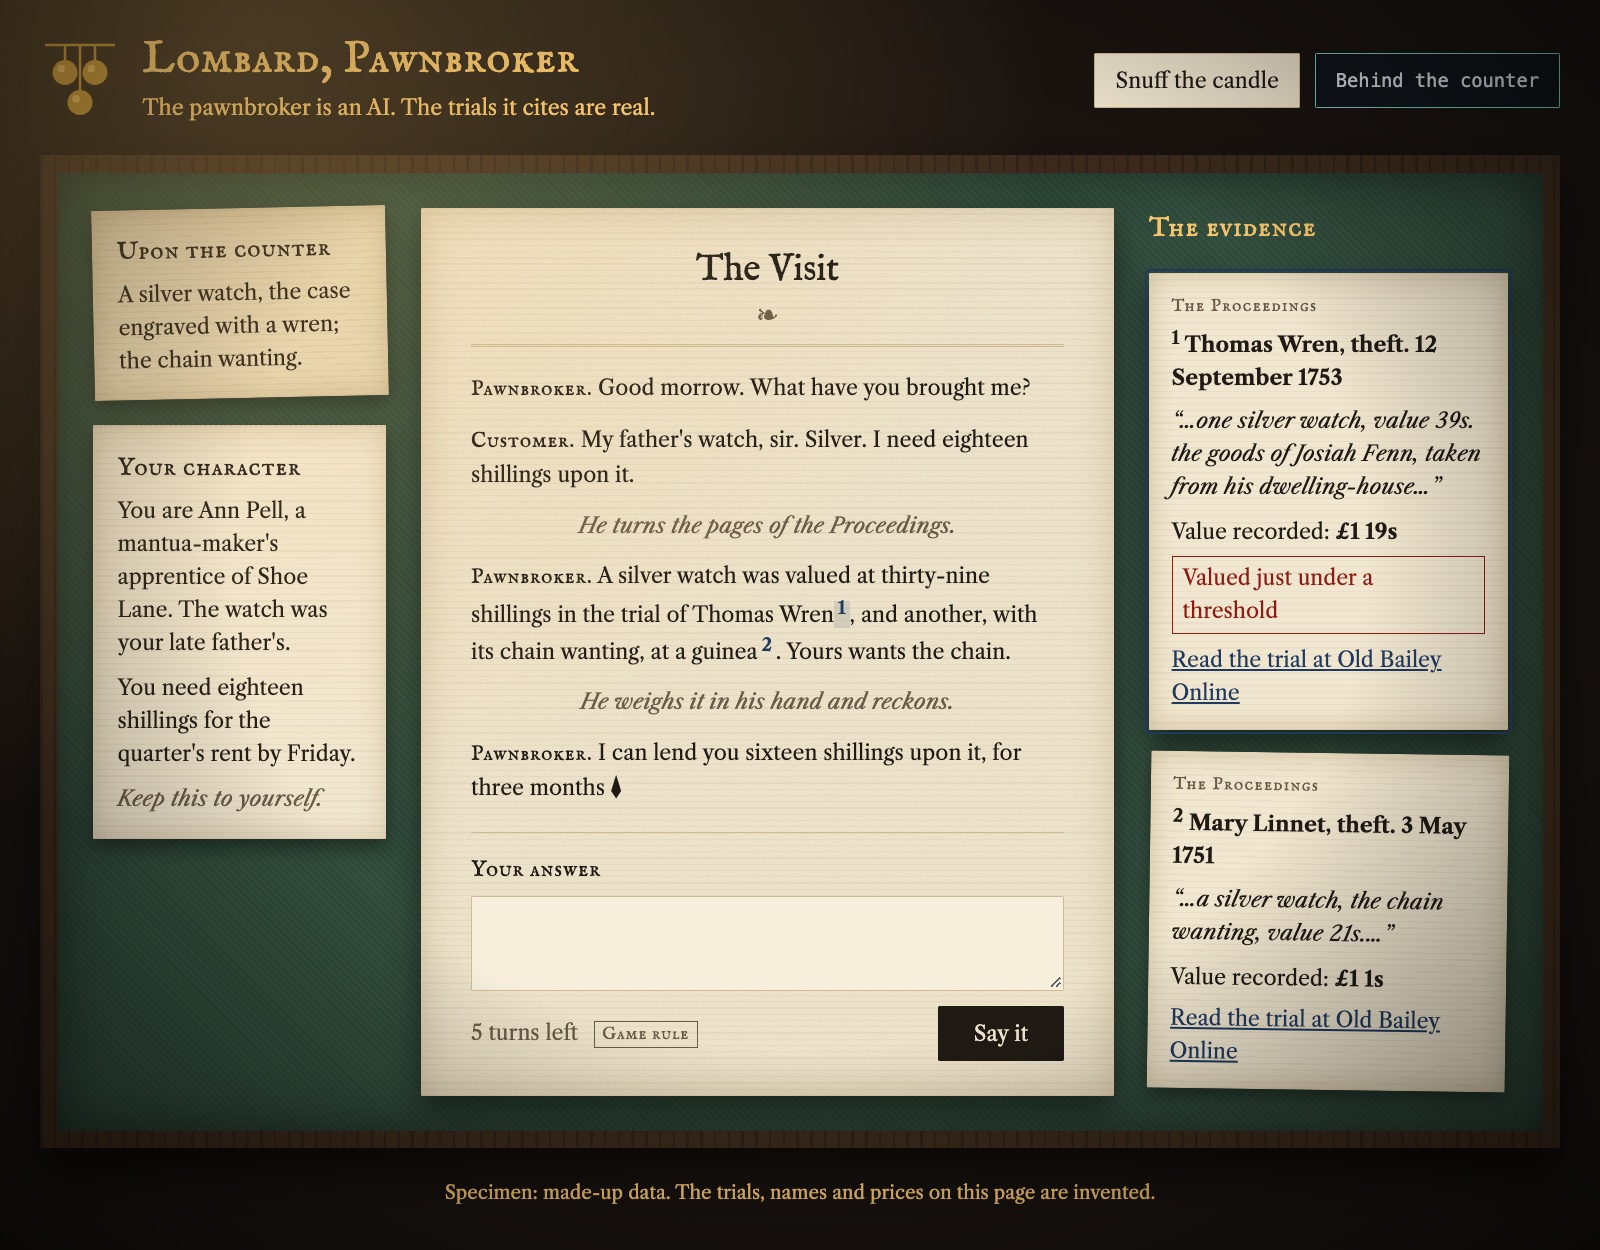 Lombard, Pawnbroker
The pawnbroker is an AI. The trials it cites are real.
Snuff the candle
Behind the counter
Upon the counter
A silver watch, the case
engraved with a wren;
the chain wanting.
Your character
You are Ann Pell, a
mantua-maker's
apprentice of Shoe
Lane. The watch was
your late father's.
You need eighteen
shillings for the
quarter's rent by Friday.
Keep this to yourself.
The Visit
❧
Pawnbroker. Good morrow. What have you brought me?
Customer. My father's watch, sir. Silver. I need eighteen
shillings upon it.
He turns the pages of the Proceedings.
Pawnbroker. A silver watch was valued at thirty-nine
shillings in the trial of Thomas Wren1, and another, with
its chain wanting, at a guinea2. Yours wants the chain.
He weighs it in his hand and reckons.
Pawnbroker. I can lend you sixteen shillings upon it, for
three months
Your answer
5 turns left
Game rule
Say it
The evidence
The Proceedings
1 Thomas Wren, theft. 12
September 1753
“…one silver watch, value 39s.
the goods of Josiah Fenn, taken
from his dwelling-house…”
Value recorded: £1 19s
Valued just under a
threshold
Read the trial at Old Bailey
Online
The Proceedings
2 Mary Linnet, theft. 3 May
1751
“…a silver watch, the chain
wanting, value 21s.…”
Value recorded: £1 1s
Read the trial at Old Bailey
Online
Specimen: made-up data. The trials, names and prices on this page are invented.